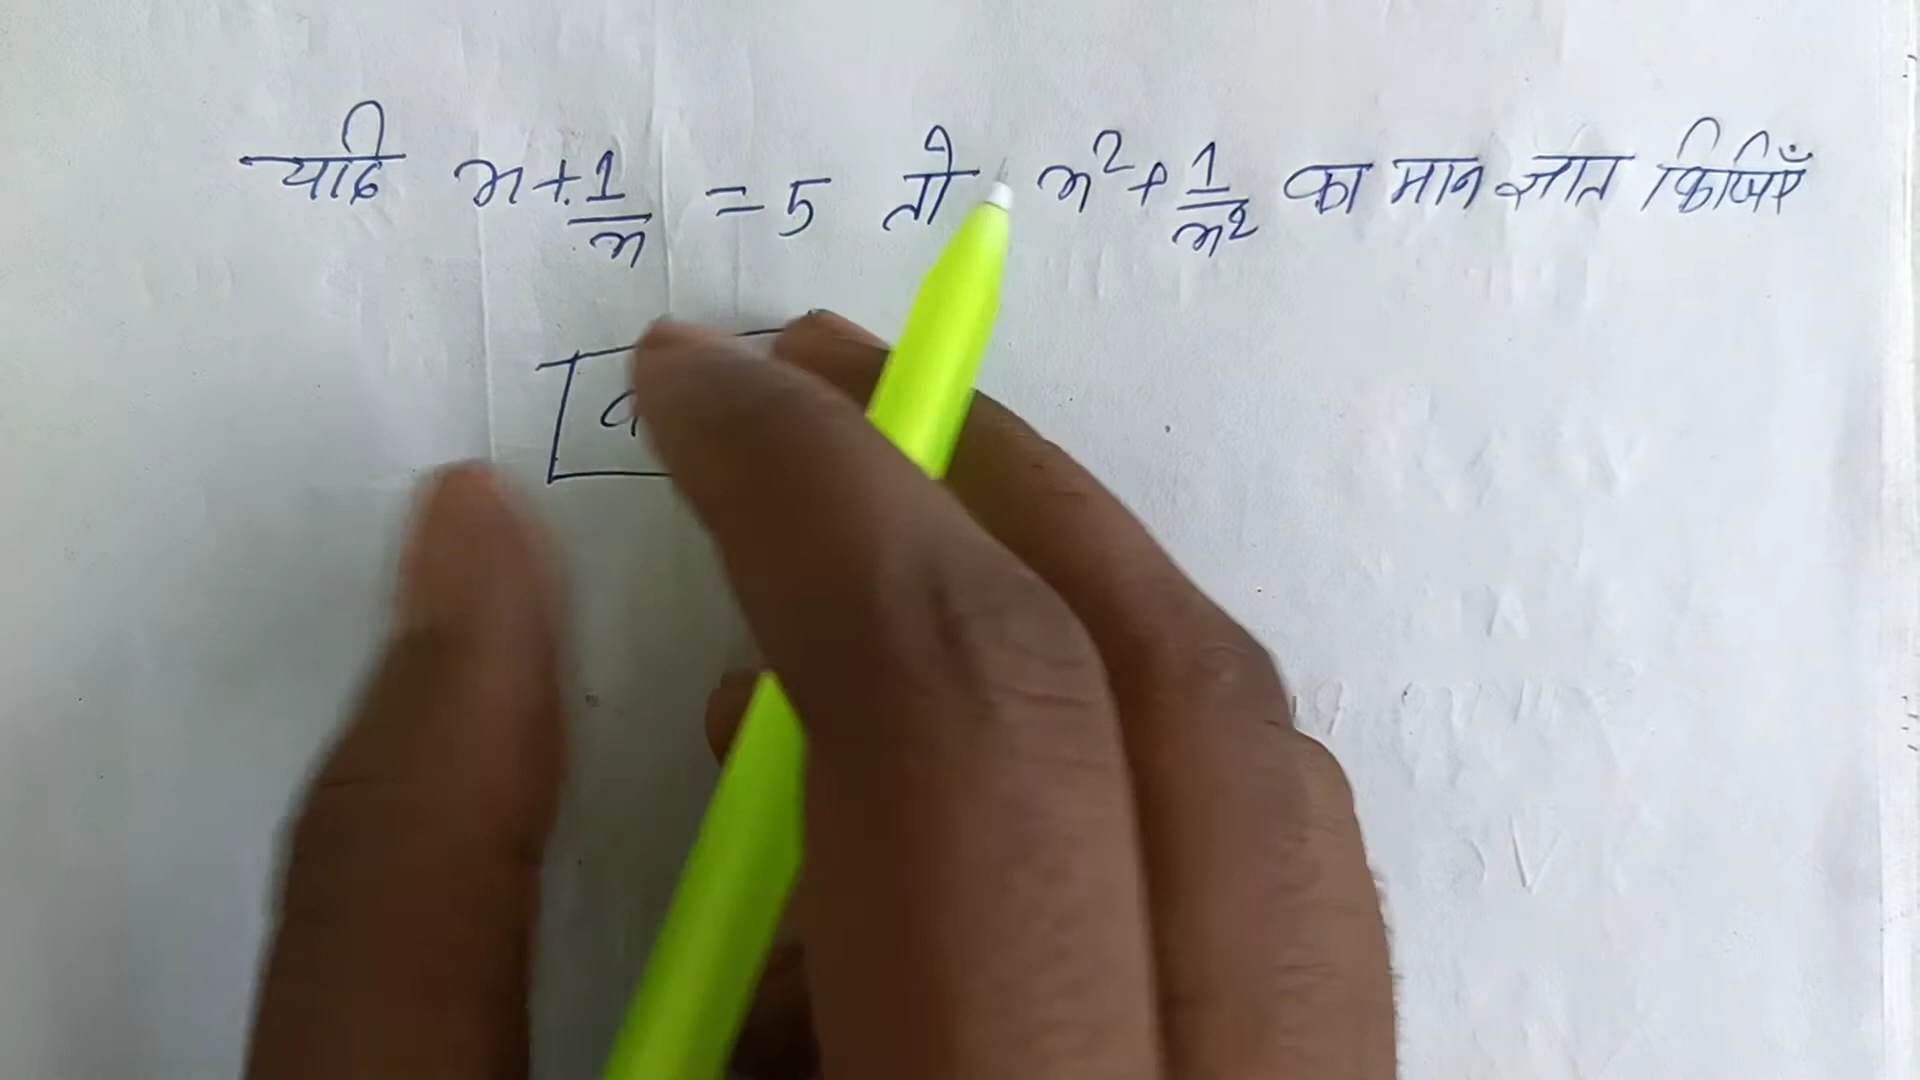 यदि x + 1/x = 5 तो x² + 1/x² का मान ज्ञात किजिएँ